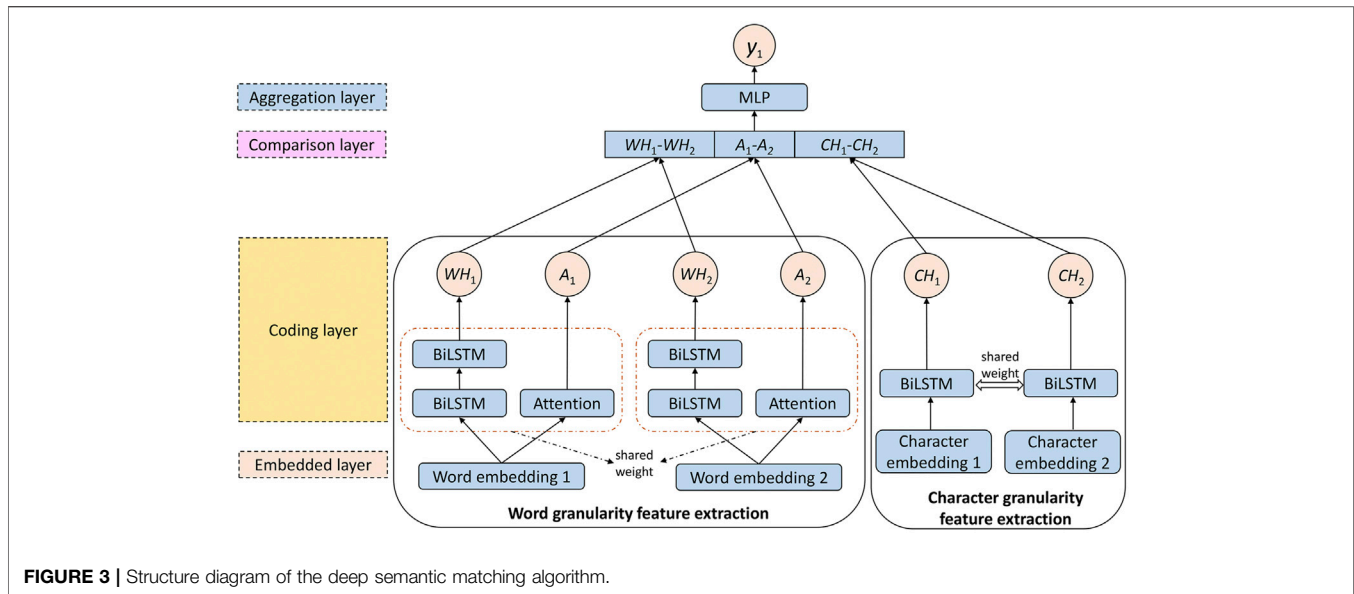 y1
Aggregation layer
MLP
Comparison layer
WH1-WH2
A1-A2
CH1-CH2
Coding layer
WH1
A1
WH2
A2
CH1
CH2
BiLSTM
BiLSTM
shared
weight
BiLSTM
BiLSTM
BiLSTM
Attention
BiLSTM
Attention
Embedded layer
shared
weight
Word embedding 1
Word embedding 2
Character
embedding 1
Character
embedding 2
Word granularity feature extraction
Character granularity
feature extraction
FIGURE 3 | Structure diagram of the deep semantic matching algorithm.